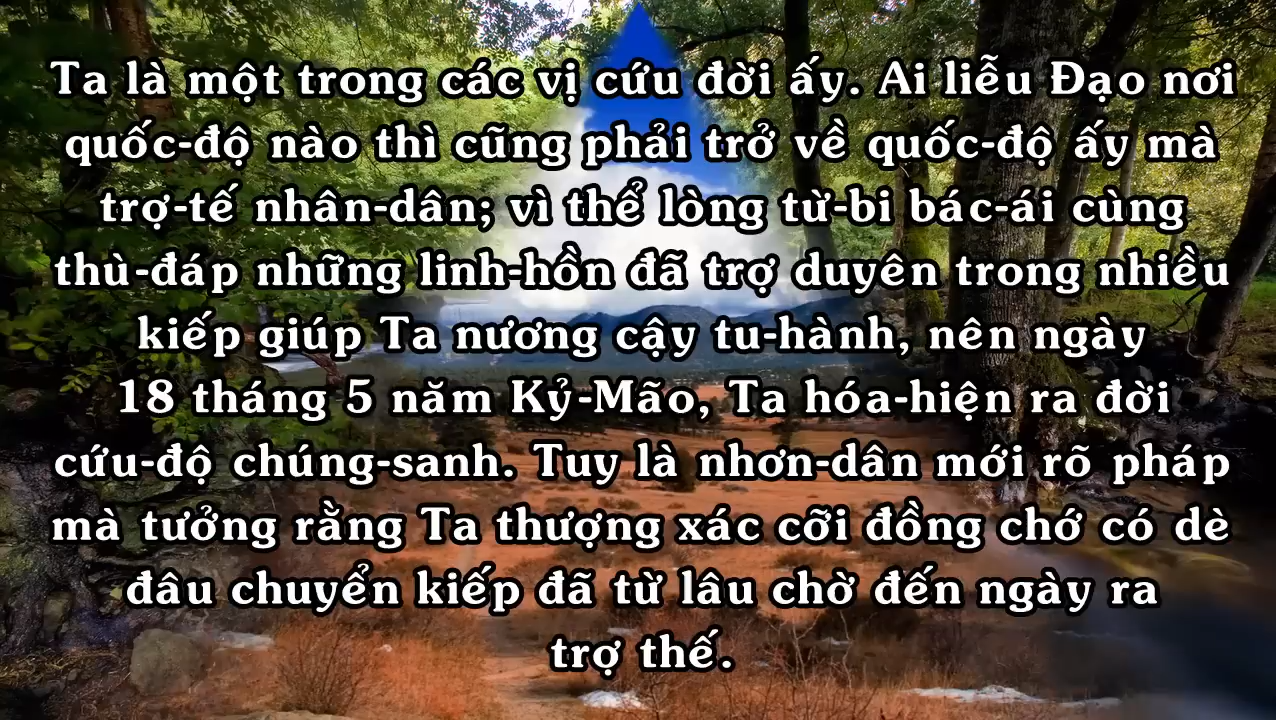 Ta là một trong các vị cứu đời ấy. Ai liễu Đạo nơi
quốc-độ nào thì cũng phải trở về quốc-độ ấy mà
trợ-tế nhân-dân; vì thể lòng từ-bi bác-ái cùng
thù-đáp những linh-hồn đã trợ duyên trong nhiều
kiếp giúp Ta nương cậy tu-hành, nên ngày
18 tháng 5 năm Kỷ-Mão, Ta hóa-hiện ra đời
cứu-độ chúng-sanh. Tuy là nhơn-dân mới rõ pháp
mà tưởng rằng Ta thượng xác cỡi đồng chớ có dè
đâu chuyển kiếp đã từ lâu chờ đến ngày ra
trợ thế.